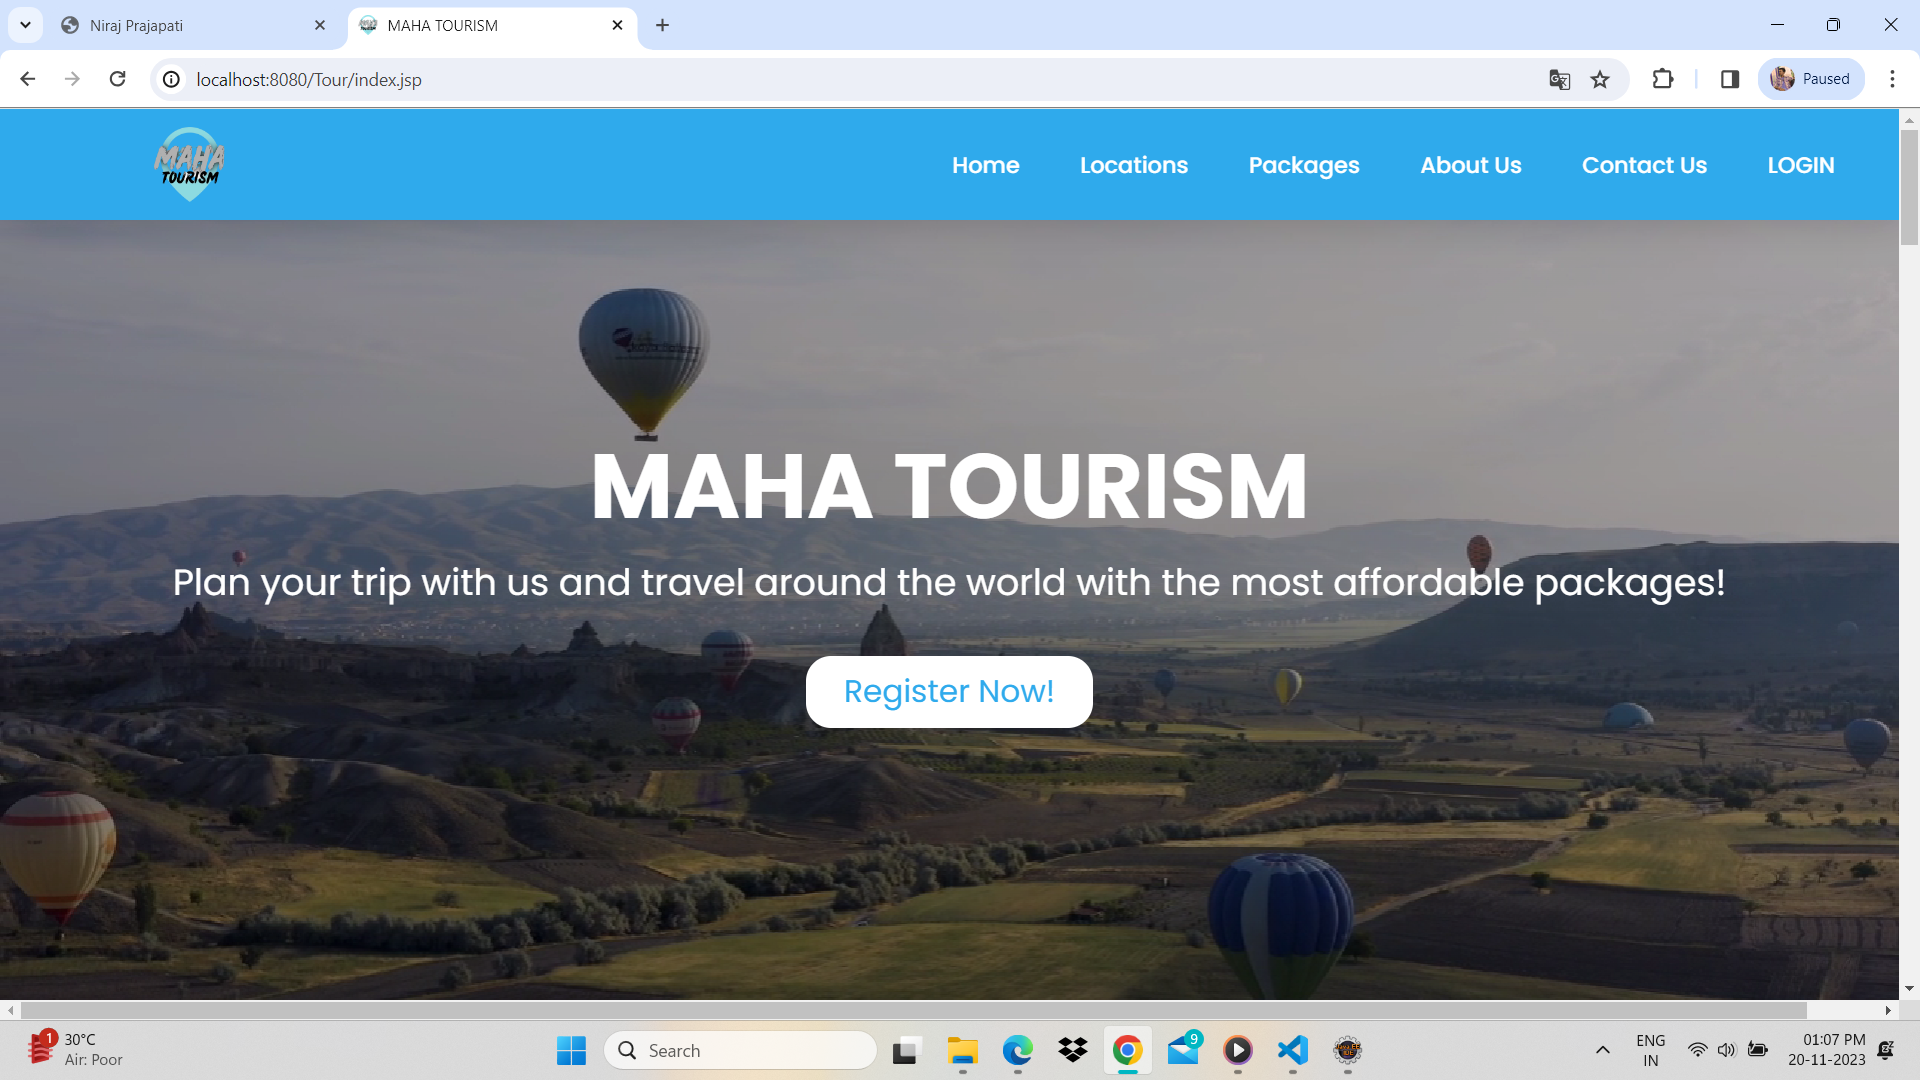 Niraj Prajapati
MAHA TOURISM
localhost:8080/Tour/index.jsp
Paused
MAHA
TOURISM
Home
Locations
Packages
About Us
Contact Us
LOGIN
MAHA TOURISM
Plan your trip with us and travel around the world with the most affordable packages!
Register Now!
1
30°C
Air: Poor
Search
9
ENG
IN
01:07 PM
20-11-2023